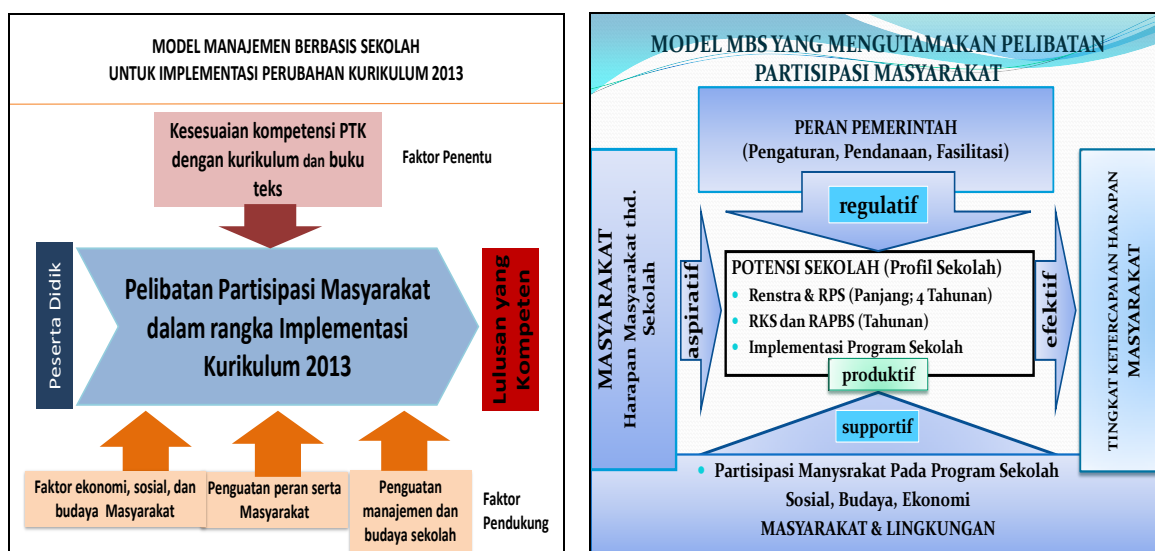 MODEL MANAJEMEN BERBASIS SEKOLAH
UNTUK IMPLEMENTASI PERUBAHAN KURIKULUM 2013
Kesesuaian kompetensi PTK
dengan kurikulum dan buku
teks
Faktor Penentu
Peserta Didik
Pelibatan Partisipasi Masyarakat
dalam rangka Implementasi
Kurikulum 2013
Lulusan yang
Kompeten
Faktor ekonomi, sosial, dan
budaya Masyarakat
Penguatan peran serta
Masyarakat
Penguatan
manajemen dan
budaya sekolah
Faktor
Pendukung
MODEL MBS YANG MENGUTAMAKAN PELIBATAN
PARTISIPASI MASYARAKAT
PERAN PEMERINTAH
(Pengaturan, Pendanaan, Fasilitasi)
regulatif
MASYARAKAT
Harapan Masyarakat thd.
Sekolah
aspiratif
POTENSI SEKOLAH (Profil Sekolah)
• Renstra & RPS (Panjang; 4 Tahunan)
• RKS dan RAPBS (Tahunan)
• Implementasi Program Sekolah
produktif
efektif
TINGKAT KETERCAPAIAN HARAPAN
MASYARAKAT
supportif
• Partisipasi Manysrakat Pada Program Sekolah
Sosial, Budaya, Ekonomi
MASYARAKAT & LINGKUNGAN